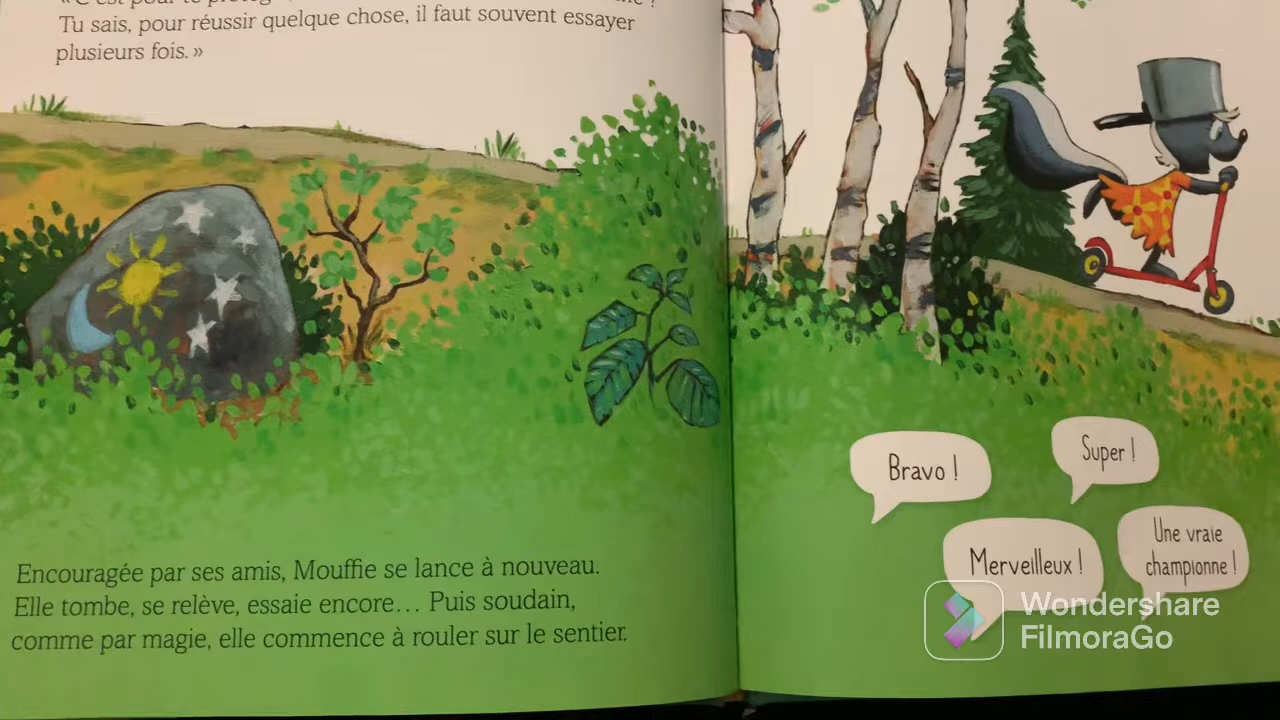 Tu sais, pour réussir quelque chose, il faut souvent essayer
plusieurs fois. »
Encouragée par ses amis, Mouffie se lance à nouveau.
Elle tombe, se relève, essaie encore… Puis soudain,
comme par magie, elle commence à rouler sur le sentier.
Bravo !
Super !
Merveilleux !
Une vraie
championne !
Wondershare
FilmoraGo